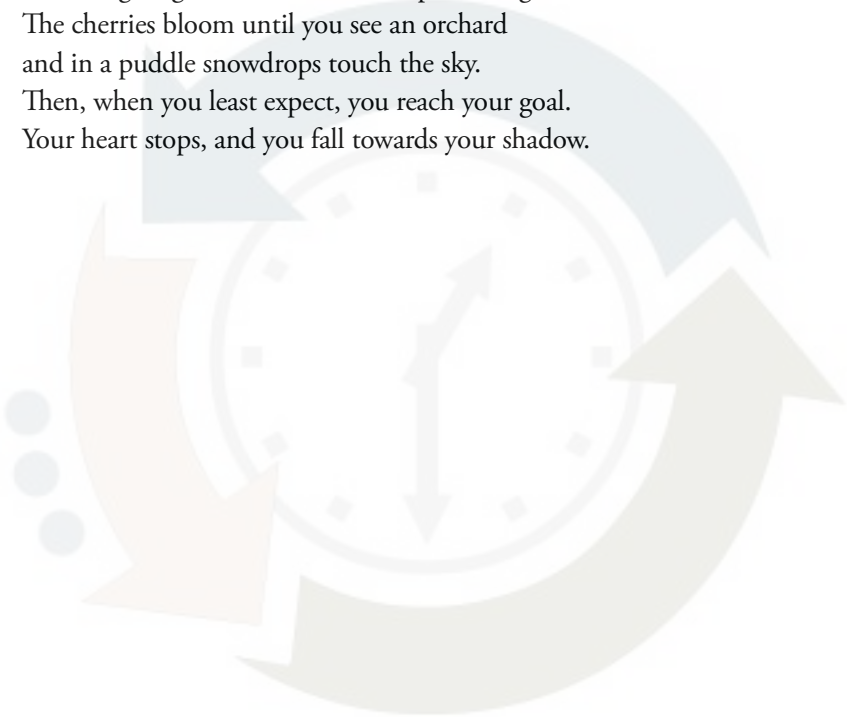 The cherries bloom until you see an orchard
and in a puddle snowdrops touch the sky.
Then, when you least expect, you reach your goal.
Your heart stops, and you fall towards your shadow.